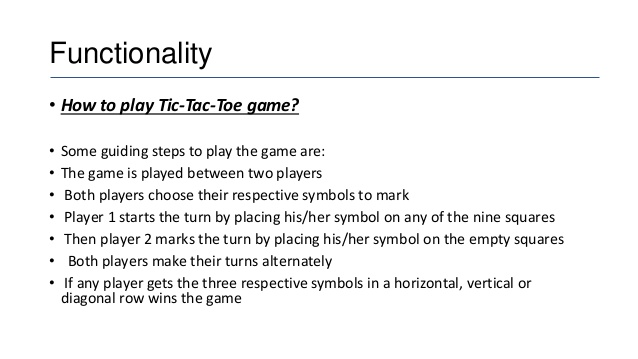 Functionality
• How to play Tic-Tac-Toe game?
• Some guiding steps to play the game are:
• The game is played between two players
• Both players choose their respective symbols to mark
• Player 1 starts the turn by placing his/her symbol on any of the nine squares
• Then player 2 marks the turn by placing his/her symbol on the empty squares
• Both players make their turns alternately
• If any player gets the three respective symbols in a horizontal, vertical or
diagonal row wins the game